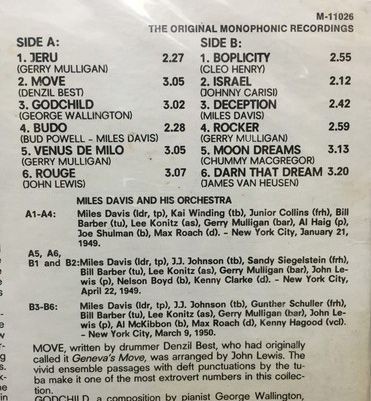 M-11026
THE ORIGINAL MONOPHONIC RECORDINGS
SIDE A:
1. JERU 2.27
(GERRY MULLIGAN)
2. MOVE 3.05
(DENZIL BEST)
3. GODCHILD 3.02
(GEORGE WALLINGTON)
4. BUDO 2.28
(BUD POWELL - MILES DAVIS)
5. VENUS DE MILO 3.05
(GERRY MULLIGAN)
6. ROUGE 3.07
(JOHN LEWIS)
SIDE B:
1. BOPLICITY 2.55
(CLEO HENRY)
2. ISRAEL 2.12
(JOHNNY CARISI)
3. DECEPTION 2.42
(MILES DAVIS)
4. ROCKER 2.59
(GERRY MULLIGAN)
5. MOON DREAMS 3.13
(CHUMMY MACGREGOR)
6. DARN THAT DREAM 3.20
(JAMES VAN HEUSEN)
MILES DAVIS AND HIS ORCHESTRA
A1-A4: Miles Davis (ldr, tp), Kai Winding (tb), Junior Collins (frh), Bill
Barber (tu), Lee Konitz (as), Gerry Mulligan (bar), Al Haig (p),
Joe Shulman (b), Max Roach (d). - New York City, January 21,
1949.
A5, A6,
B1 and B2: Miles Davis (ldr, tp), J.J. Johnson (tb), Sandy Siegelstein (frh),
Bill Barber (tu), Lee Konitz (as), Gerry Mulligan (bar), John Le-
wis (p), Nelson Boyd (b), Kenny Clarke (d). - New York City,
April 22, 1949.
B3-B6: Miles Davis (ldr, tp), J.J. Johnson (tb), Gunther Schuller (frh),
Bill Barber (tu), Lee Konitz (as), Gerry Mulligan (bar), John Le-
wis (p), Al McKibbon (b), Max Roach (d), Kenny Hagood (vcl).
- New York City, March 9, 1950.
MOVE, written by drummer Denzil Best, who had originally
called it Geneva's Move, was arranged by John Lewis. The
vivid ensemble passages with deft punctuations by the tu-
ba make it one of the most extrovert numbers in this collec-
tion.
GODCHILD, a composition by pianist George Wallington,